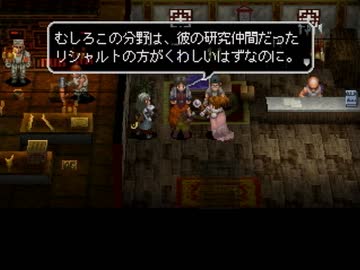 むしろこの分野は、彼の研究仲間だった
リシャルトの方がくわしいはずなのに。